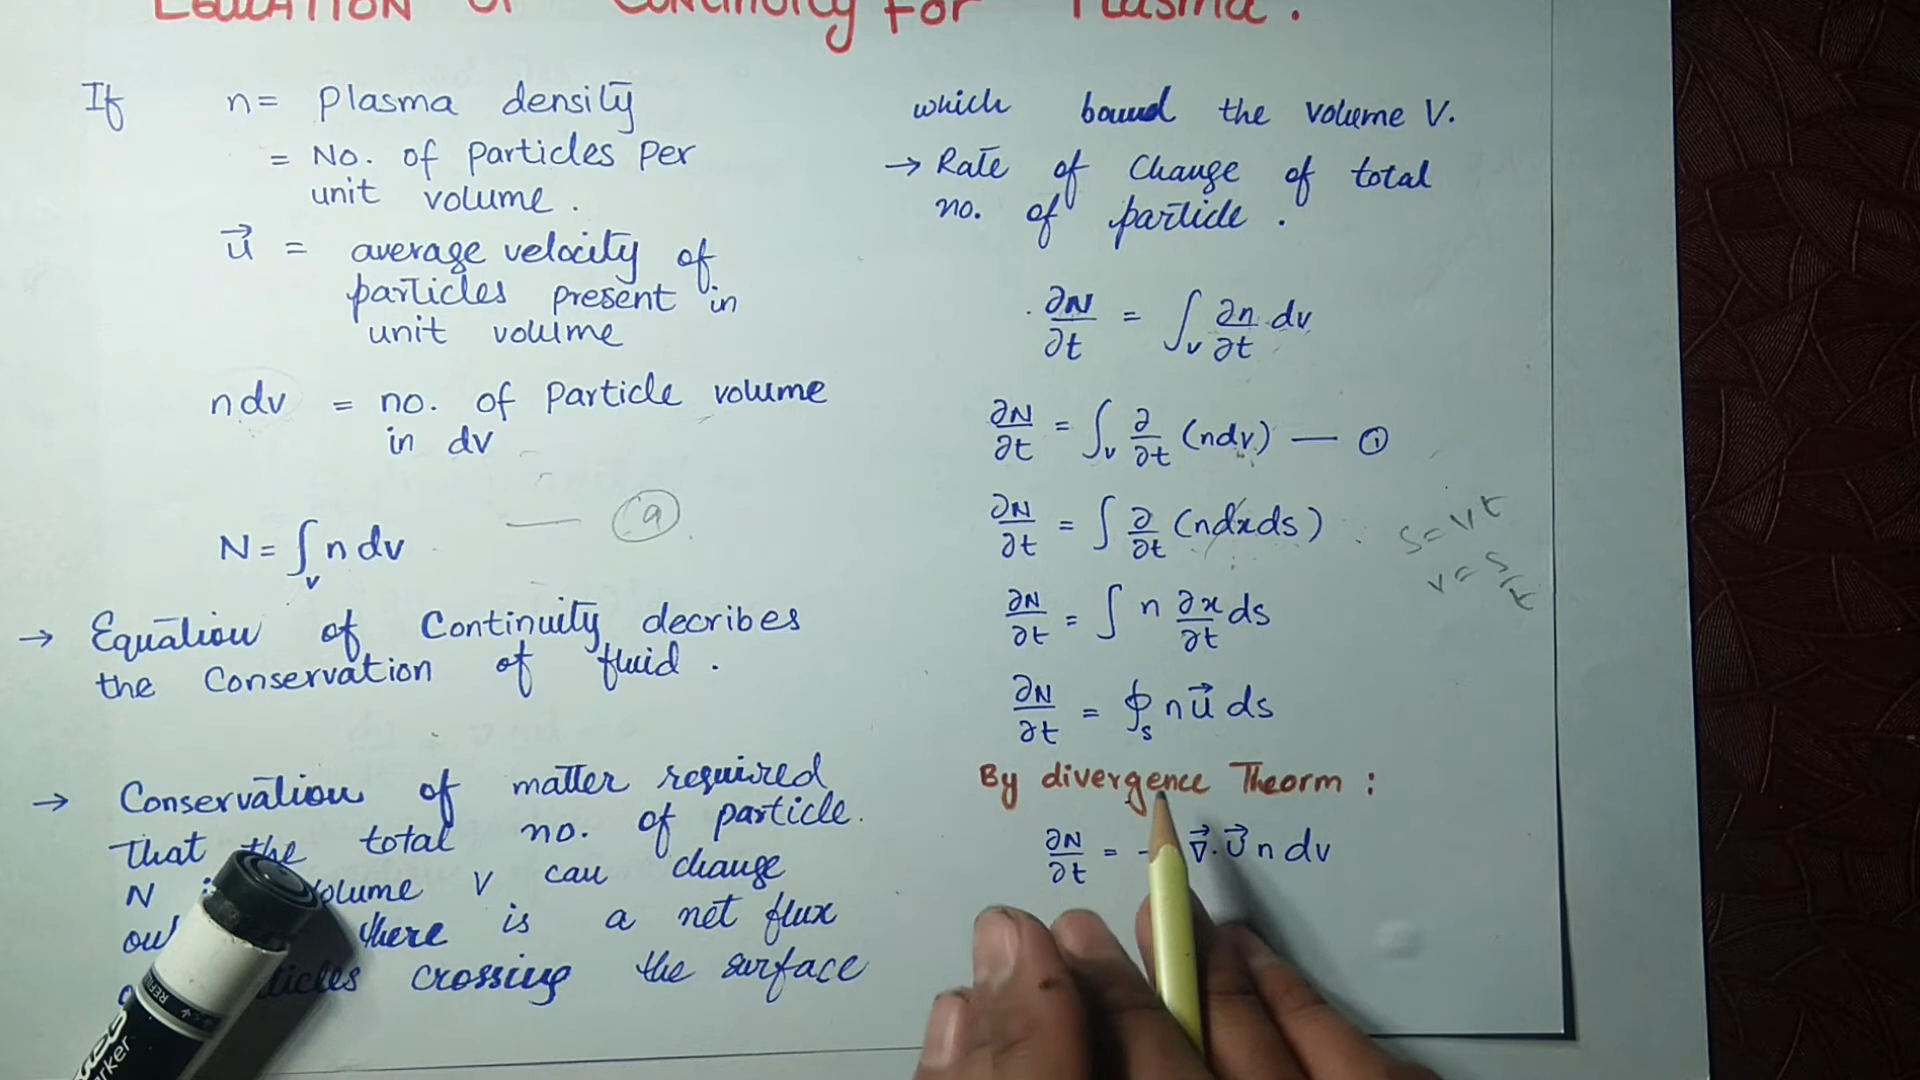 EQUATION OF Continuity For Plasma.
If n = Plasma density
= No. of Particles Per
unit volume.
u⃗ = average velocity of
particles present in
unit volume
ndv = no. of Particle volume
in dv
N = ∫v n dv — (a)
→ Equation of Continuity decribes
the Conservation of fluid.
→ Conservation of matter required
That the total no. of particle.
N volume V can change
there is a net flux
crossing the surface
which bound the volume V.
→ Rate of Change of total
no. of particle.
∂N/∂t = ∫v ∂n/∂t dv
∂N/∂t = ∫v ∂/∂t (ndv) — ①
∂N/∂t = ∫ ∂/∂t (ndxds)
S = vt
v = s/t
∂N/∂t = ∫ n ∂x/∂t ds
∂N/∂t = ∮s n u⃗ ds
By divergence Theorm :
∂N/∂t = - ∇⃗.U⃗ n dv
REFIL
arker